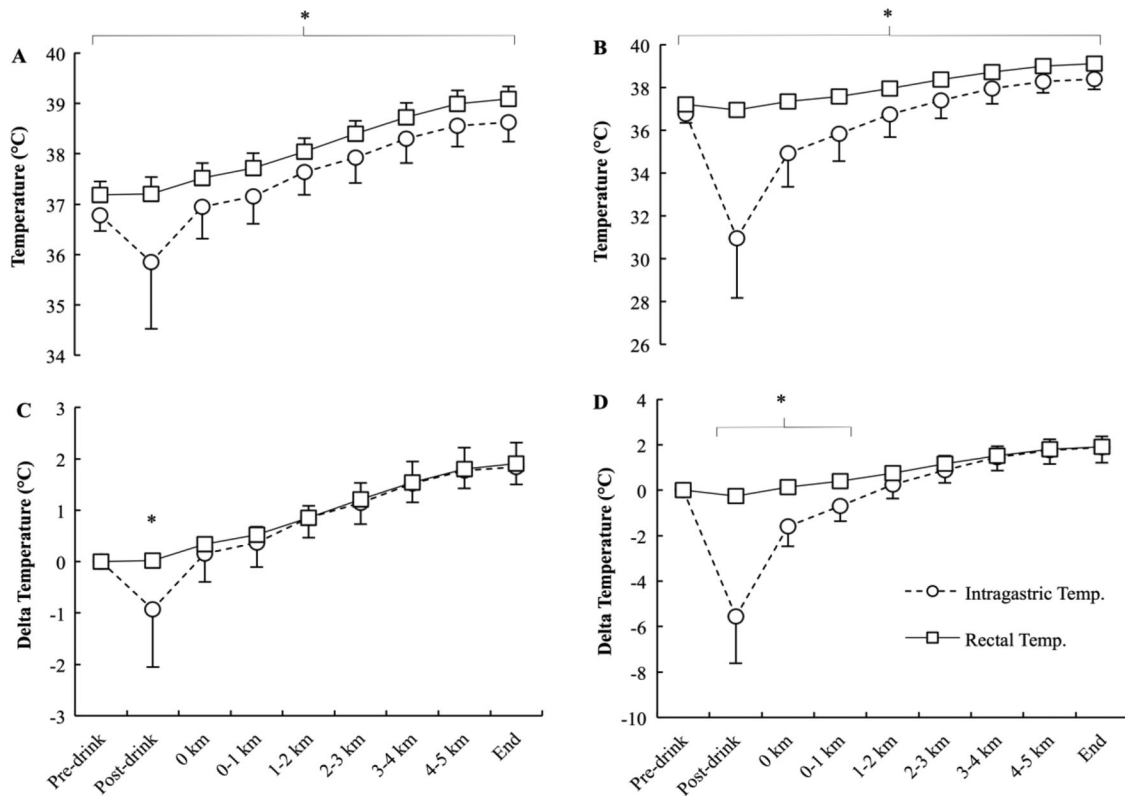 *
A
Temperature (°C)
40
39
38
37
36
35
34
*
B
Temperature (°C)
40
38
36
34
32
30
28
26
C
Delta Temperature (°C)
3
2
1
0
-1
-2
-3
*
Pre-drink
Post-drink
0 km
0-1 km
1-2 km
2-3 km
3-4 km
4-5 km
End
D
Delta Temperature (°C)
4
2
0
-2
-4
-6
-8
-10
*
Intragastric Temp.
Rectal Temp.
Pre-drink
Post-drink
0 km
0-1 km
1-2 km
2-3 km
3-4 km
4-5 km
End